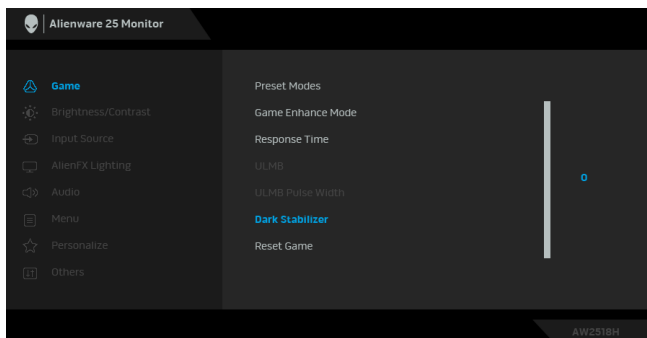 Alienware 25 Monitor
Game
Brightness/Contrast
Input Source
AlienFX Lighting
Audio
Menu
Personalize
Others
Preset Modes
Game Enhance Mode
Response Time
ULMB
ULMB Pulse Width
Dark Stabilizer
Reset Game
0
AW2518H